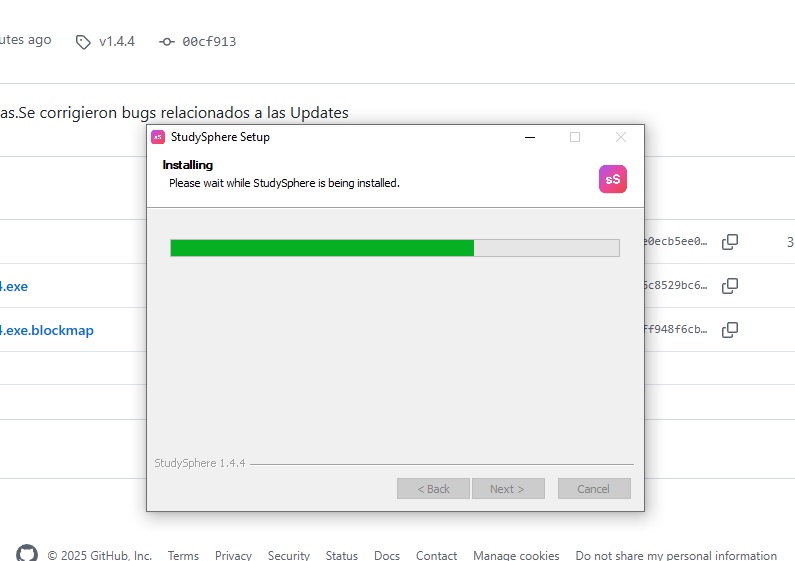 utes ago v1.4.4 00cf913
as.Se corrigieron bugs relacionados a las Updates
sS StudySphere Setup
Installing
Please wait while StudySphere is being installed.
sS
e0ecb5ee0... 3
4.exe 5c8529bc6...
4.exe.blockmap ff948f6cb...
StudySphere 1.4.4
< Back Next > Cancel
© 2025 GitHub, Inc. Terms Privacy Security Status Docs Contact Manage cookies Do not share my personal information